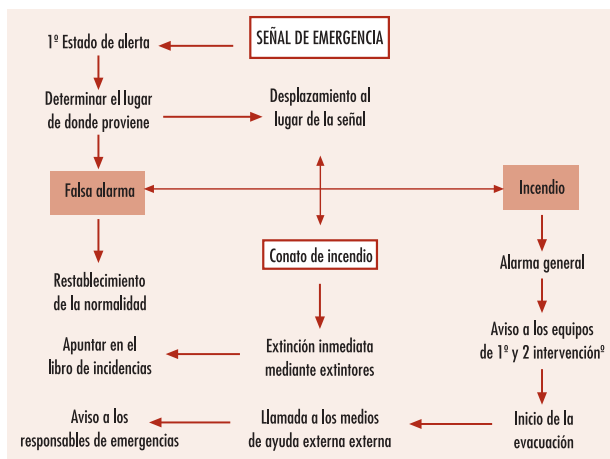 1º Estado de alerta
SEÑAL DE EMERGENCIA
Determinar el lugar
de donde proviene
Desplazamiento al
lugar de la señal
Falsa alarma
Incendio
Conato de incendio
Alarma general
Restablecimiento
de la normalidad
Apuntar en el
libro de incidencias
Extinción inmediata
mediante extintores
Aviso a los equipos
de 1º y 2 intervenciónº
Aviso a los
responsables de emergencias
Llamada a los medios
de ayuda externa externa
Inicio de la
evacuación